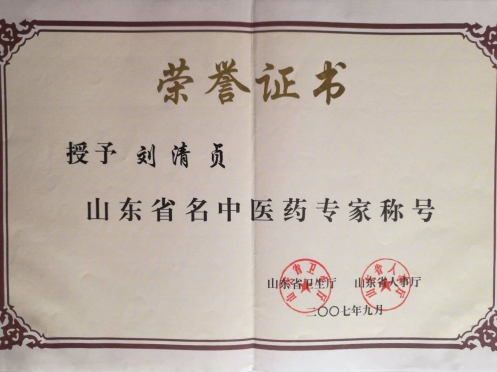 荣誉证书
授予 刘清贞
山东省名中医药专家称号
山东省卫生厅 山东省人事厅
二〇〇七年九月